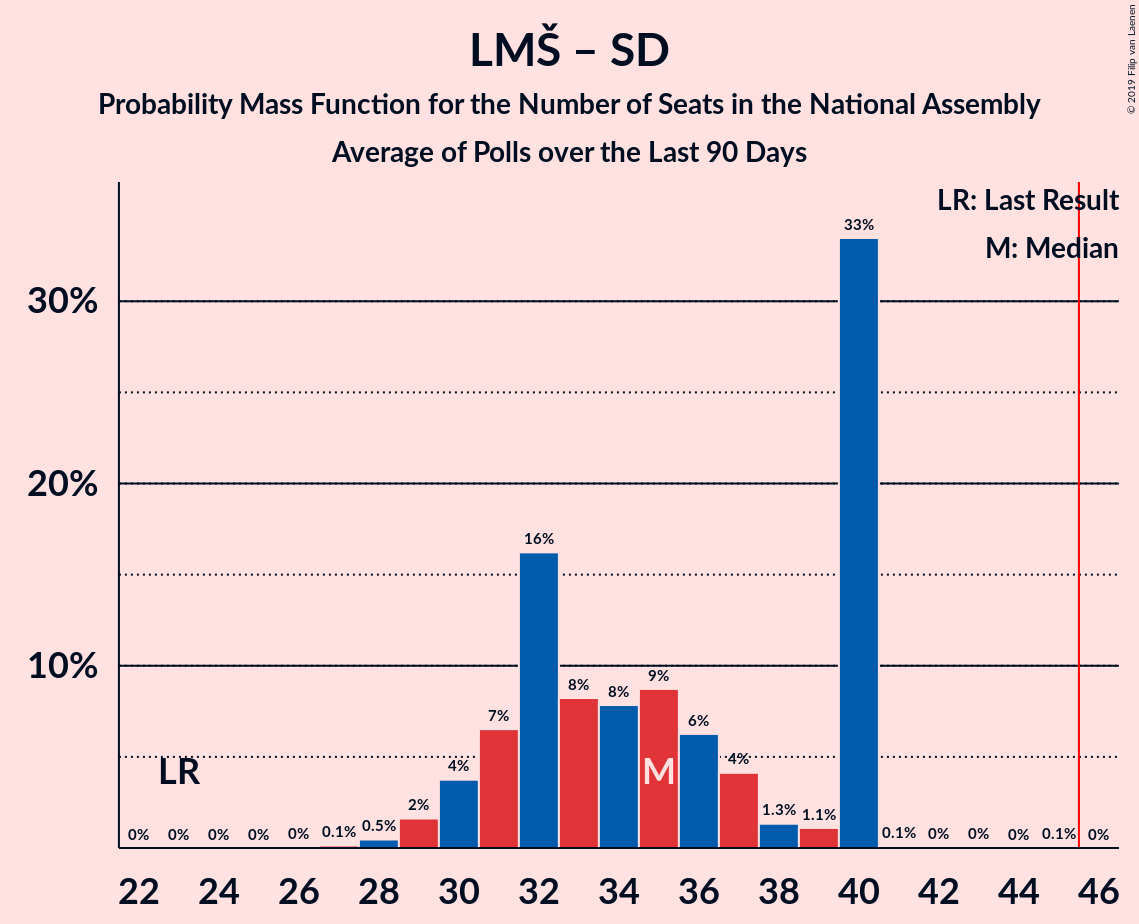 LMŠ – SD
Probability Mass Function for the Number of Seats in the National Assembly
Average of Polls over the Last 90 Days
© 2019 Filip van Laenen
LR: Last Result
M: Median
30%
20%
10%
0% 0% 0% 0% 0% 0.1% 0.5% 2% 4% 7% 16% 8% 8% 9% 6% 4% 1.3% 1.1% 33% 0.1% 0% 0% 0% 0.1% 0%
LR M
22 24 26 28 30 32 34 36 38 40 42 44 46